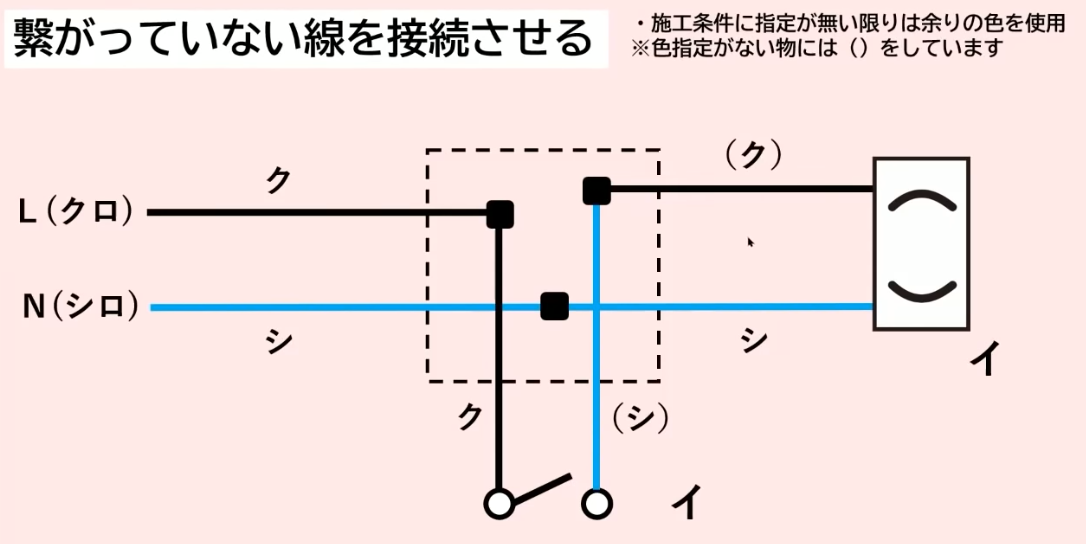 繋がっていない線を接続させる
・施工条件に指定が無い限りは余りの色を使用
※色指定がない物には（）をしています
（ク）
ク
L（クロ）
N（シロ）
シ
シ
イ
ク
（シ）
イ